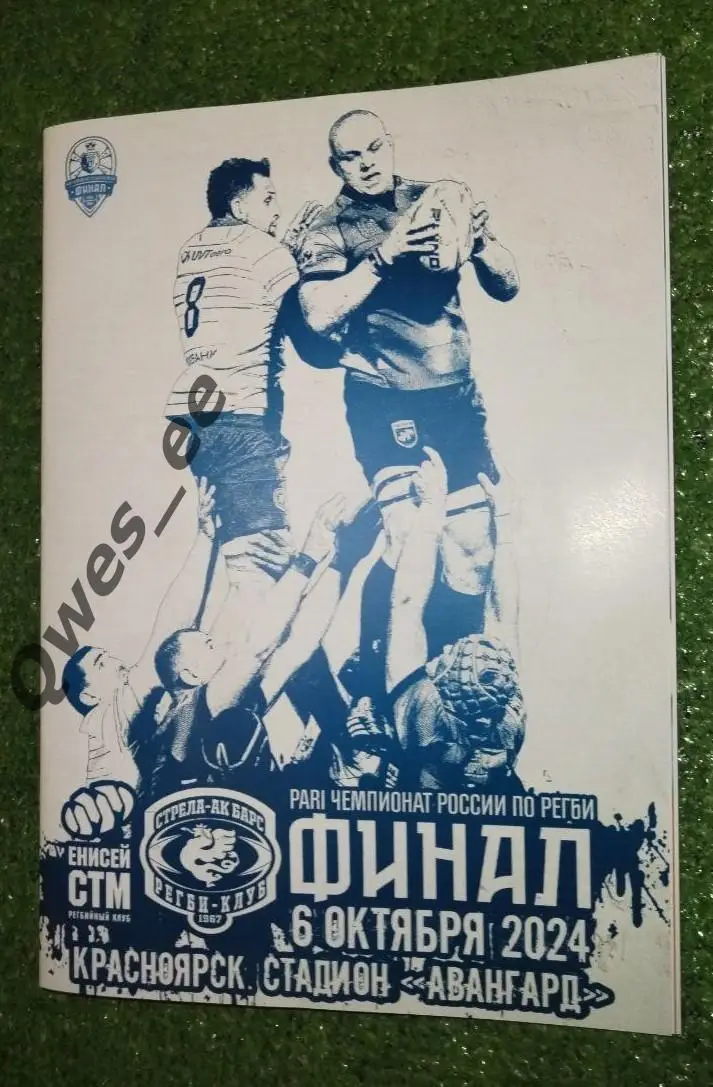 ФИНАЛ
UVTaero
8
Qwes_ee
PARI ЧЕМПИОНАТ РОССИИ ПО РЕГБИ
ФИНАЛ
6 ОКТЯБРЯ 2024
КРАСНОЯРСК СТАДИОН «АВАНГАРД»
ЕНИСЕЙ
СТМ
РЕГБИЙНЫЙ КЛУБ
СТРЕЛА-АК БАРС
РЕГБИ-КЛУБ
1967